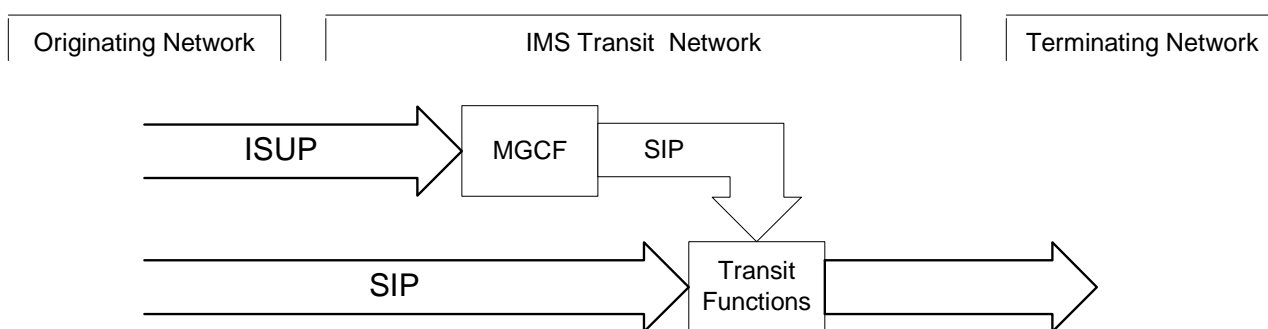 Originating Network
IMS Transit Network
Terminating Network
ISUP
MGCF
SIP
SIP
Transit
Functions